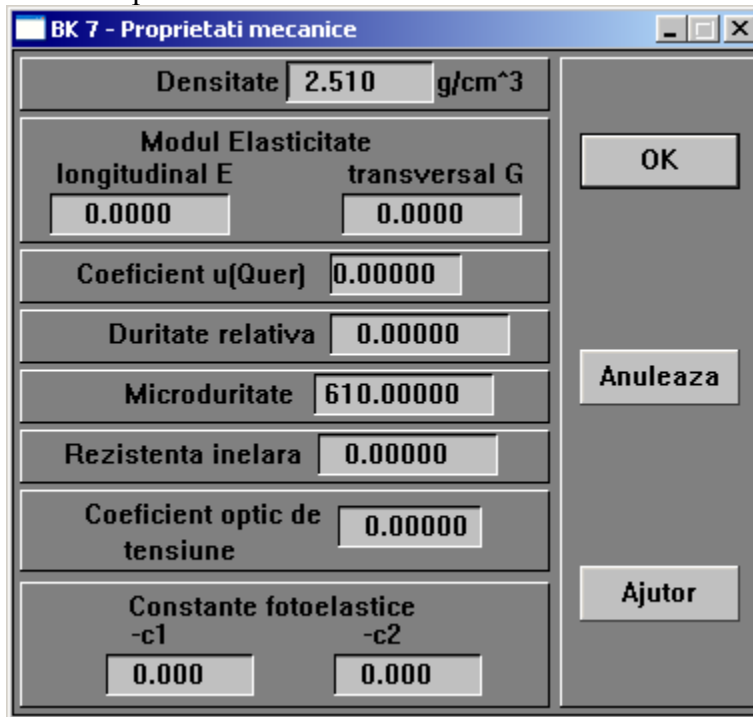 BK 7 - Proprietati mecanice
Densitate 2.510 g/cm^3
Modul Elasticitate
longitudinal E transversal G
0.0000 0.0000
Coeficient u(Quer) 0.00000
Duritate relativa 0.00000
Microduritate 610.00000
Rezistenta inelara 0.00000
Coeficient optic de
tensiune 0.00000
Constante fotoelastice
-c1 -c2
0.000 0.000
OK
Anuleaza
Ajutor